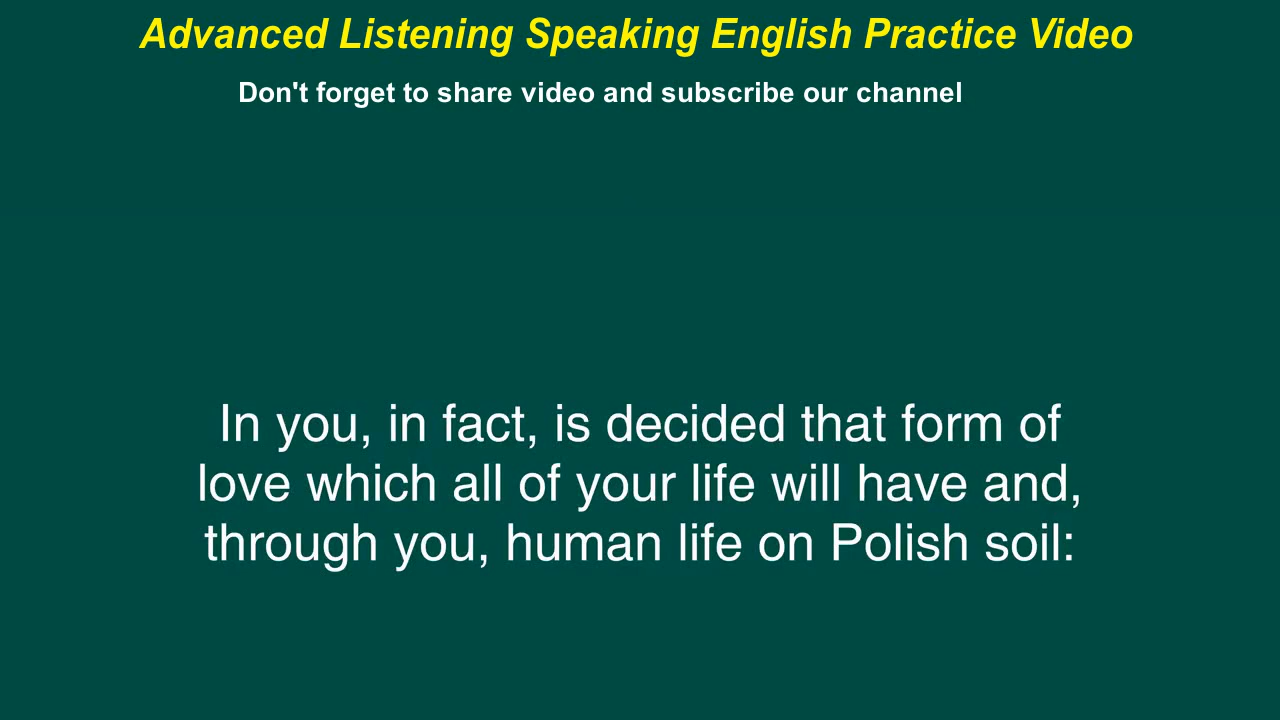 Advanced Listening Speaking English Practice Video
Don't forget to share video and subscribe our channel
In you, in fact, is decided that form of
love which all of your life will have and,
through you, human life on Polish soil: